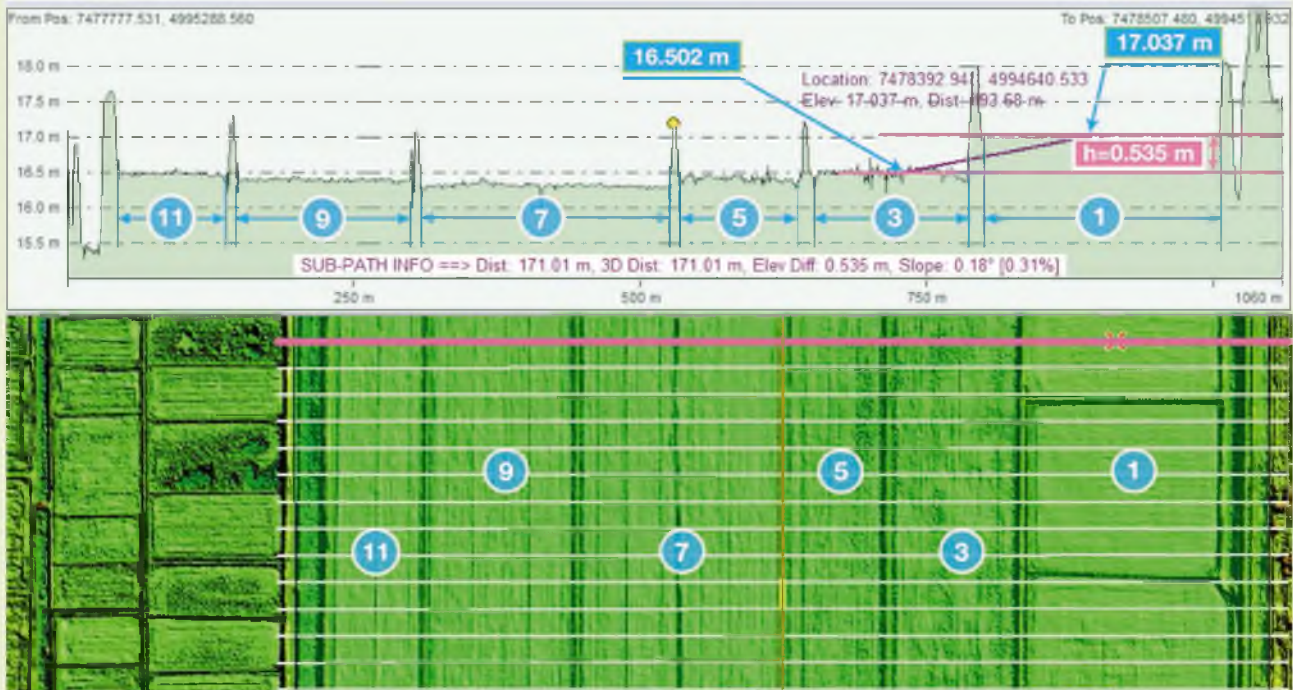 From Pos: 7477777.531, 4995288.560
To Pos: 7478507.480,
16.502 m
17.037 m
18.0 m
Location: 7478392.941, 4994640.533
17.5 m
Elev: 17.037 m, Dist:
17.0 m
h=0.535 m
16.5 m
16.0 m
11
9
7
5
3
1
15.5 m
SUB-PATH INFO ==> Dist: 171.01 m, 3D Dist: 171.01 m, Elev Diff: 0.535 m, Slope: 0.18° [0.31%]
250 m
500 m
750 m
1060 m
9
5
1
11
7
3